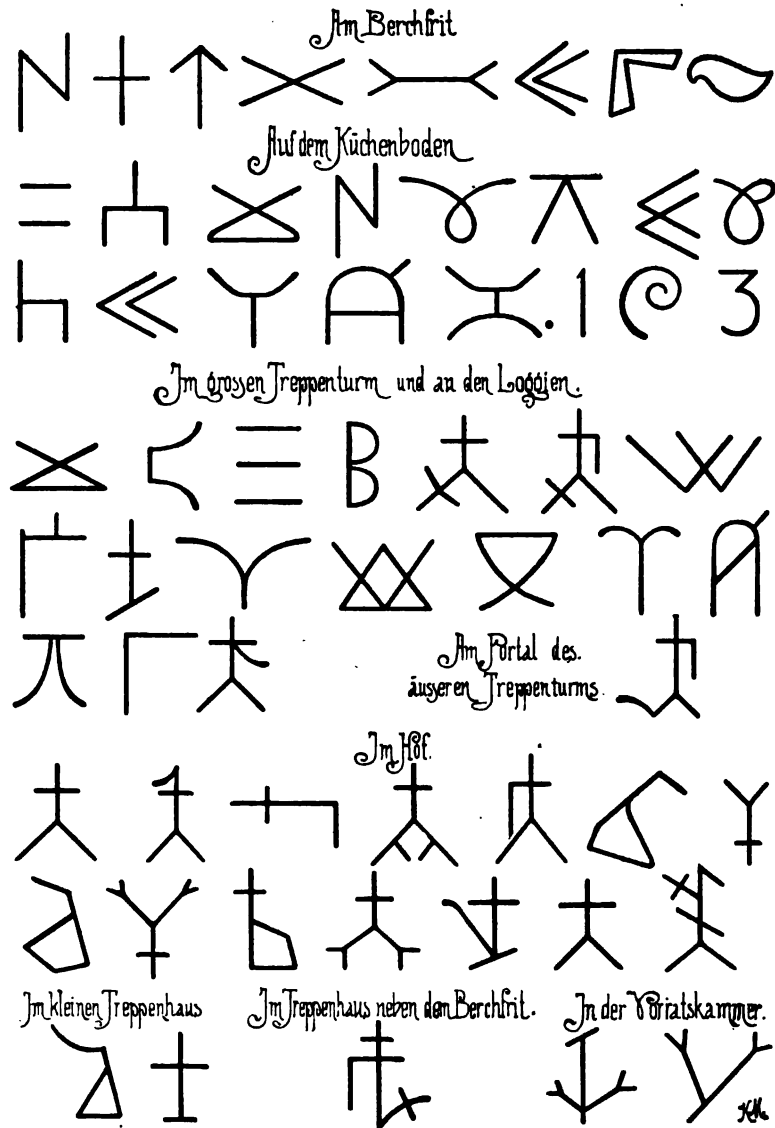 Am Berchfrit
Auf dem Küchenboden
Im grossen Treppenturm und an den Loggien.
Am Portal des.
äusseren Treppenturms.
Im Hof.
Im kleinen Treppenhaus
Im Treppenhaus neben dem Berchfrit.
In der Vorratskammer.
K.M.